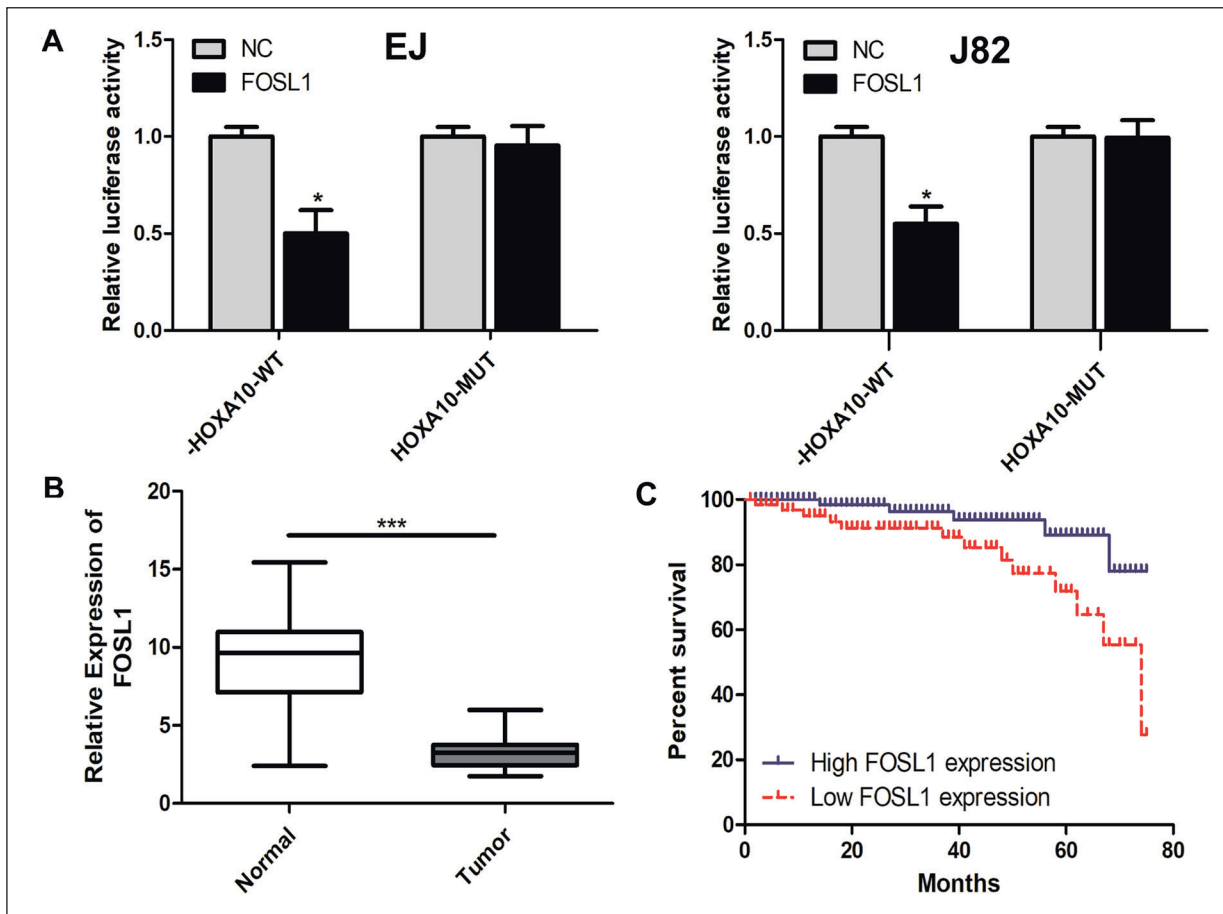 A
EJ
NC
FOSL1
Relative luciferase activity
1.5
1.0
0.5
0.0
*
-HOXA10-WT
HOXA10-MUT
J82
NC
FOSL1
Relative luciferase activity
1.5
1.0
0.5
0.0
*
-HOXA10-WT
HOXA10-MUT
B
Relative Expression of
FOSL1
20
15
10
5
0
***
Normal
Tumor
C
Percent survival
100
80
60
40
20
0
High FOSL1 expression
Low FOSL1 expression
0
20
40
60
80
Months